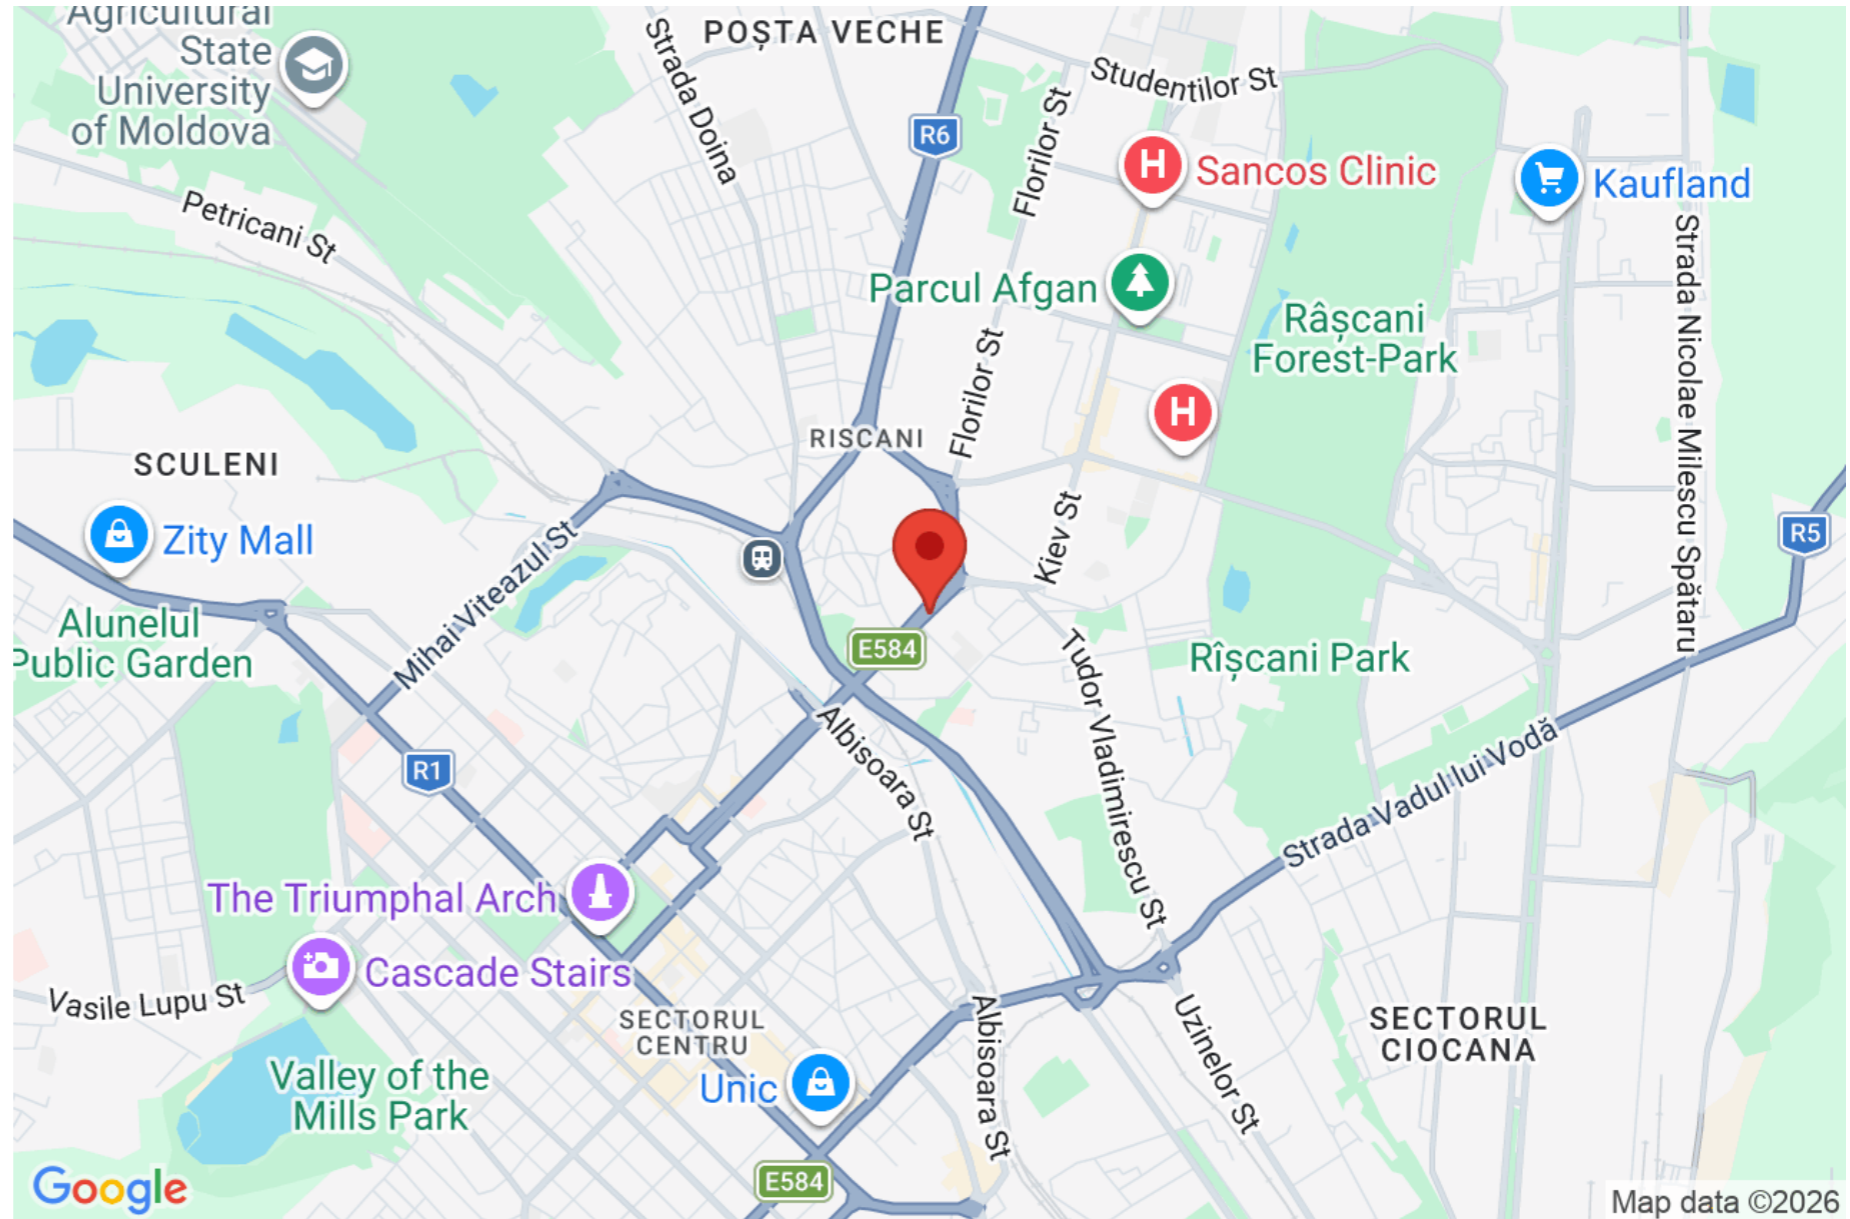 Agricultural
State
University
of Moldova
POȘTA VECHE
Strada Doina
R6
Studentilor St
Florilor St
Sancos Clinic
Kaufland
Petricani St
Parcul Afgan
Râșcani
Forest-Park
Strada Nicolae Milescu Spătaru
Florilor St
RISCANI
SCULENI
Zity Mall
Mihai Viteazul St
Kiev St
R5
Alunelul
Public Garden
E584
Rîșcani Park
Tudor Vladimirescu St
R1
Albisoara St
Strada Vadul lui Vodă
The Triumphal Arch
Cascade Stairs
Vasile Lupu St
SECTORUL
CENTRU
Albisoara St
Uzinelor St
SECTORUL
CIOCANA
Valley of the
Mills Park
Unic
E584
Google
Map data ©2026
H
H